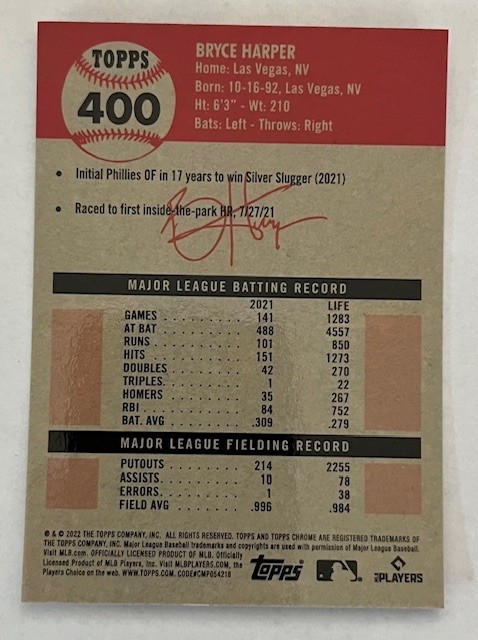 TOPPS
400
BRYCE HARPER
Home: Las Vegas, NV
Born: 10-16-92, Las Vegas, NV
Ht: 6'3" - Wt: 210
Bats: Left - Throws: Right
• Initial Phillies OF in 17 years to win Silver Slugger (2021)
• Raced to first inside-the-park HR, 7/27/21
MAJOR LEAGUE BATTING RECORD
2021 LIFE
GAMES 141 1283
AT BAT 488 4557
RUNS 101 850
HITS 151 1273
DOUBLES 42 270
TRIPLES 1 22
HOMERS 35 267
RBI 84 752
BAT. AVG .309 .279
MAJOR LEAGUE FIELDING RECORD
PUTOUTS 214 2255
ASSISTS 10 78
ERRORS 1 38
FIELD AVG .996 .984
® & © 2022 THE TOPPS COMPANY, INC. ALL RIGHTS RESERVED. TOPPS AND TOPPS CHROME ARE REGISTERED TRADEMARKS OF
THE TOPPS COMPANY, INC. Major League Baseball trademarks and copyrights are used with permission of Major League Baseball.
Visit MLB.com. OFFICIALLY LICENSED PRODUCT OF MLB. Officially
Licensed Product of MLB Players, Inc. Visit MLBPLAYERS.COM, the
Players Choice on the web. WWW.TOPPS.COM CODE#CMP054218
Topps
MLB PLAYERS